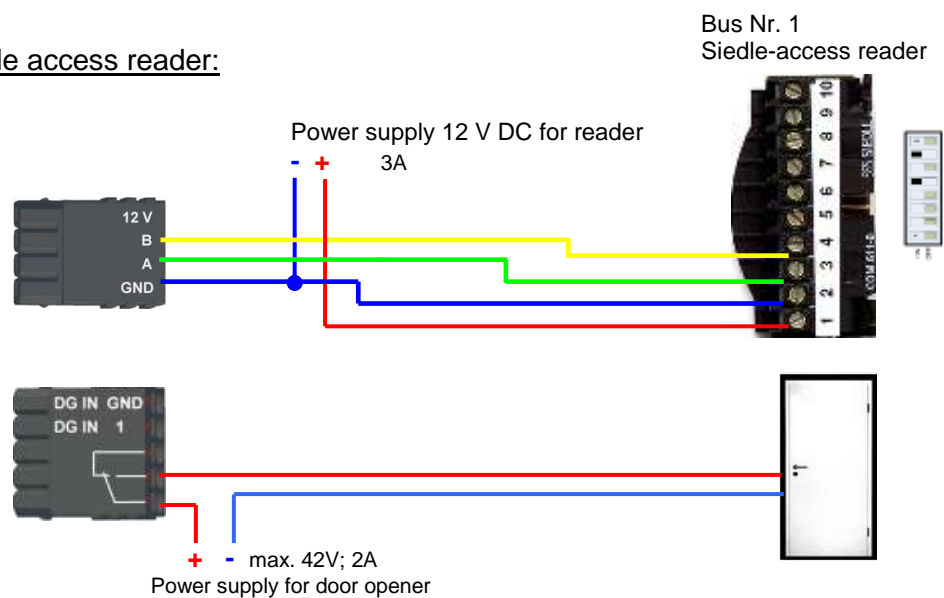 Bus Nr. 1
Siedle-access reader
le access reader:
Power supply 12 V DC for reader
- +
3A
12 V
B
A
GND
10
9
8
7
6
5
4
3
2
1
DG IN GND
DG IN 1
+ - max. 42V; 2A
Power supply for door opener